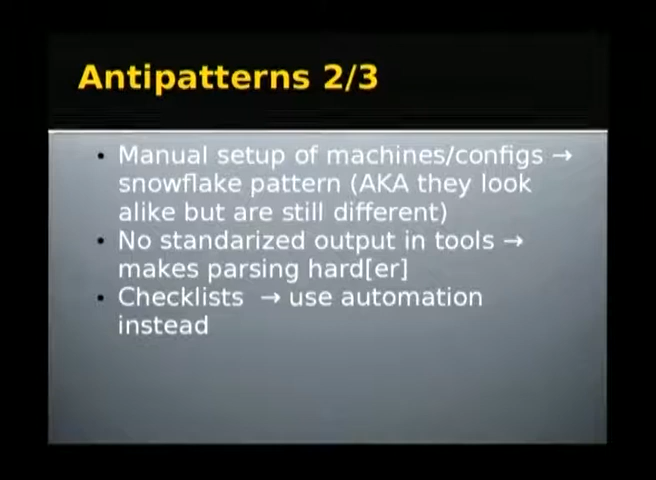 Antipatterns 2/3
• Manual setup of machines/configs →
snowflake pattern (AKA they look
alike but are still different)
• No standarized output in tools →
makes parsing hard[er]
• Checklists → use automation
instead